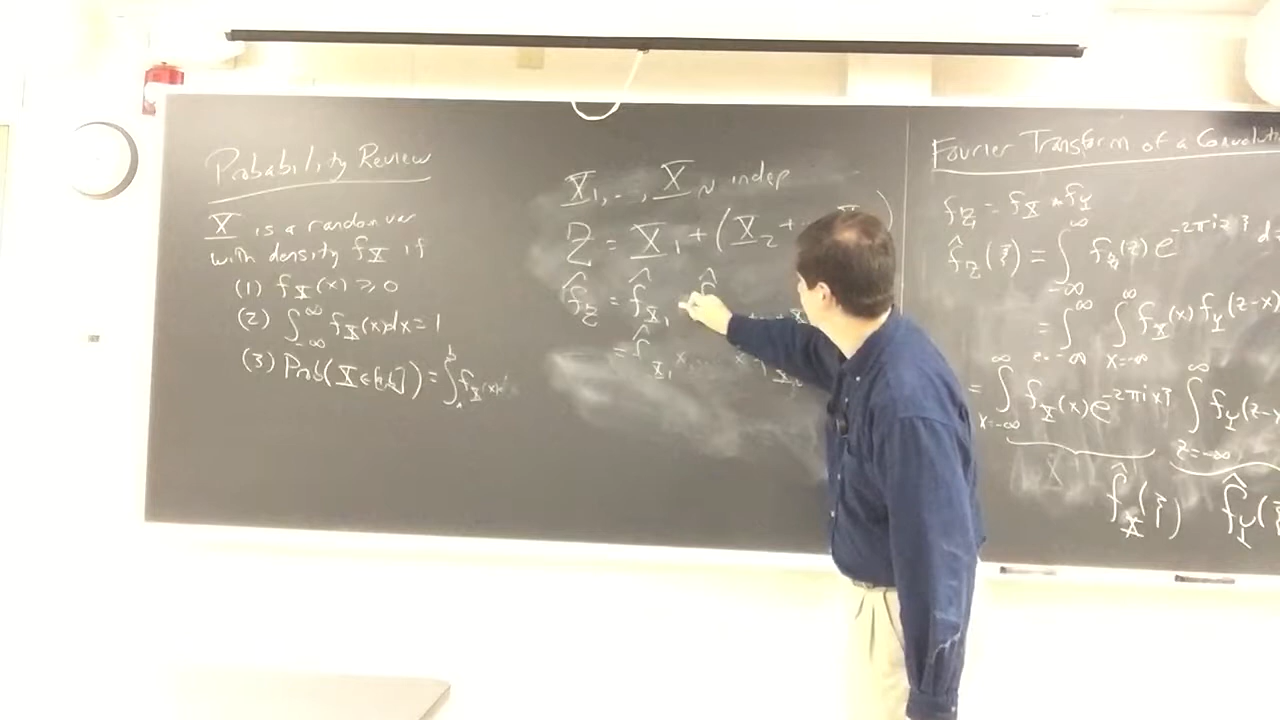 Probability Review
X is a random var
with density f_X if
(1) f_X(x) ≥ 0
(2) ∫_{-∞}^{∞} f_X(x)dx = 1
(3) Prob(X ∈ [a,b]) = ∫_a^b f_X(x)
X_1, .., X_N indep
Z = X_1 + (X_2 + ..
f̂_Z = f̂_{X_1}
= f̂_{X_1}
Fourier Transform of a
f_Z = f_X * f_Y
f̂_Z(ξ) = ∫_{-∞}^{∞} f_Z(z) e^{-2πizξ} d
= ∫_{z=-∞}^{∞} ∫_{x=-∞}^{∞} f_X(x) f_Y(z-x)
= ∫_{x=-∞}^{∞} f_X(x) e^{-2πixξ} ∫_{z=-∞}^{∞} f_Y(z-
f̂_X(ξ) f̂_Y(ξ